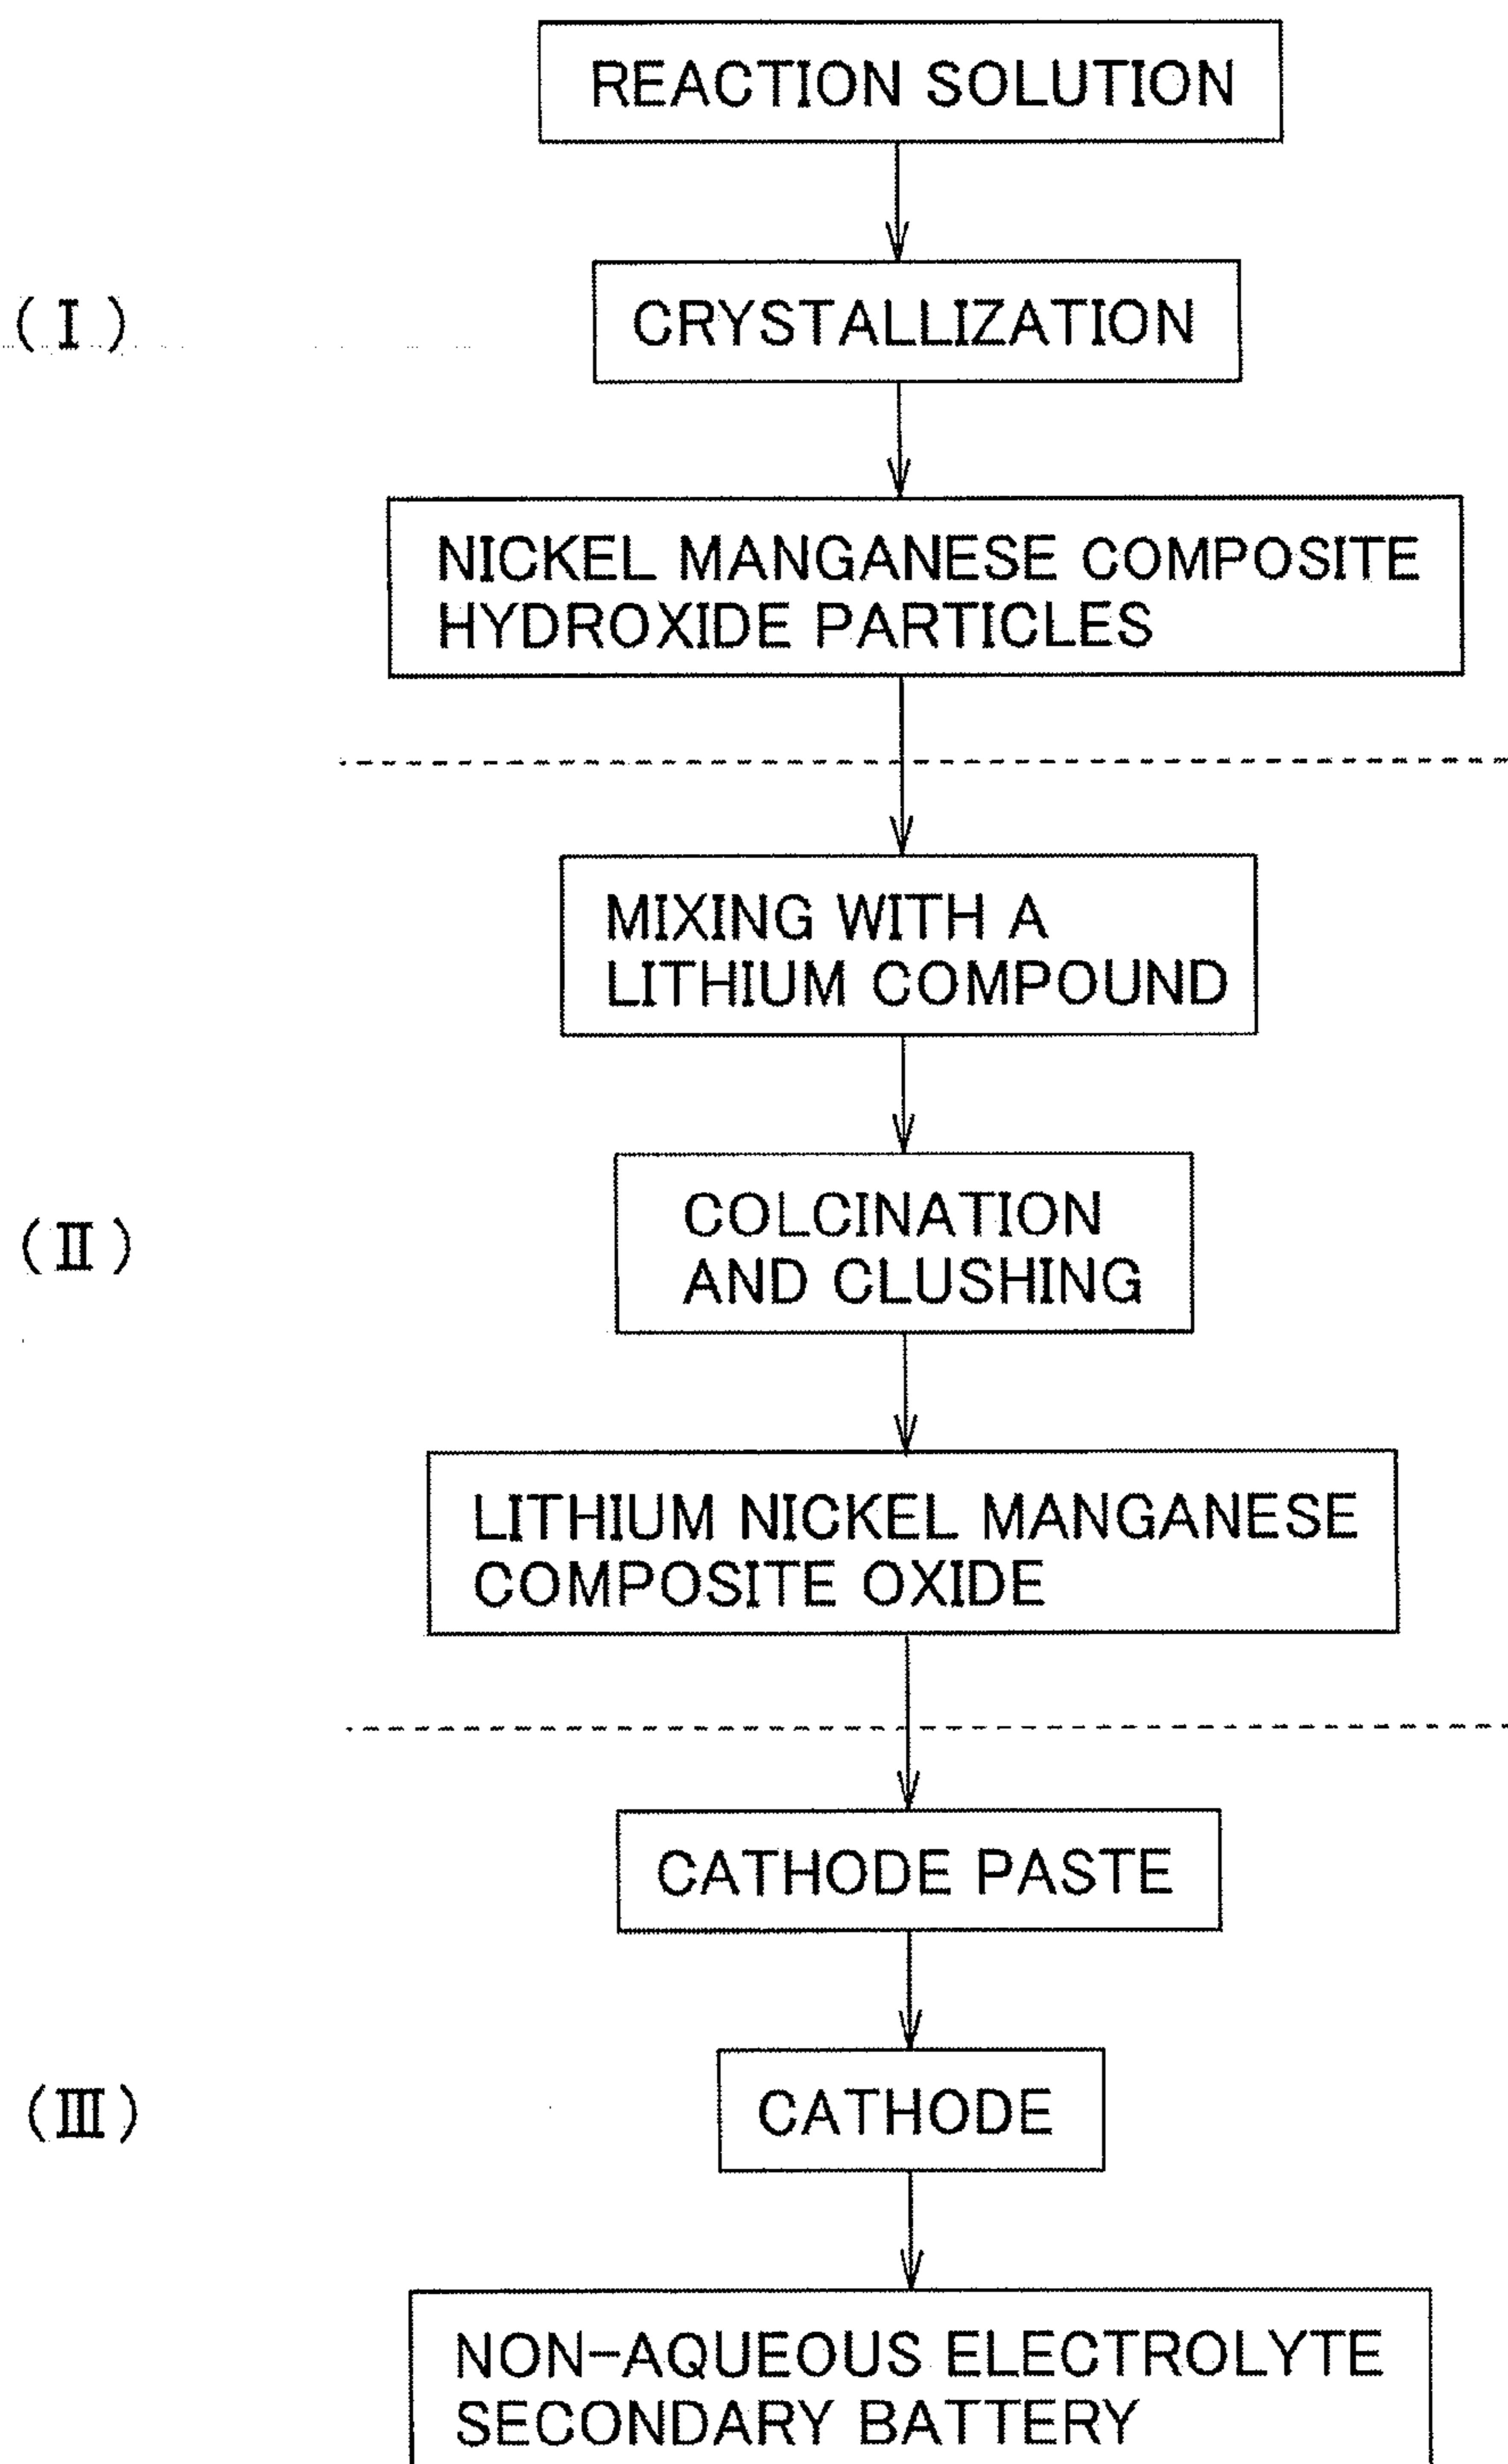 REACTION SOLUTION
(I)
CRYSTALLIZATION
NICKEL MANGANESE COMPOSITE
HYDROXIDE PARTICLES
MIXING WITH A
LITHIUM COMPOUND
(II)
COLCINATION
AND CLUSHING
LITHIUM NICKEL MANGANESE
COMPOSITE OXIDE
CATHODE PASTE
(III)
CATHODE
NON-AQUEOUS ELECTROLYTE
SECONDARY BATTERY